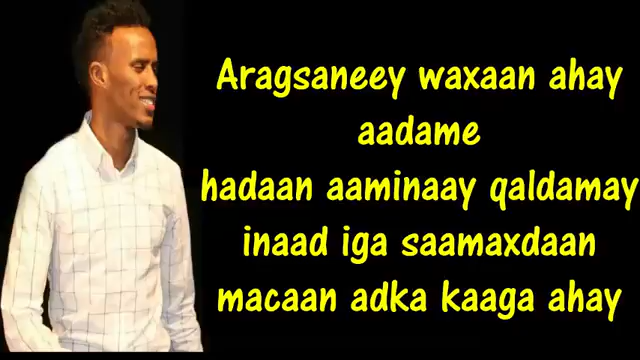 Aragsaneey waxaan ahay
aadame
hadaan aaminaay qaldamay
inaad iga saamaxdaan
macaan adka kaaga ahay